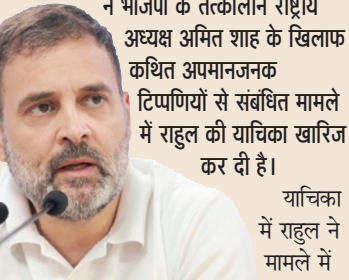 ने भाजपा के तत्कालीन राष्ट्रीय
अध्यक्ष अमित शाह के खिलाफ
कथित अपमानजनक
टिप्पणियों से संबंधित मामले
में राहुल की याचिका खारिज
कर दी है।
याचिका
में राहुल ने
मामले में